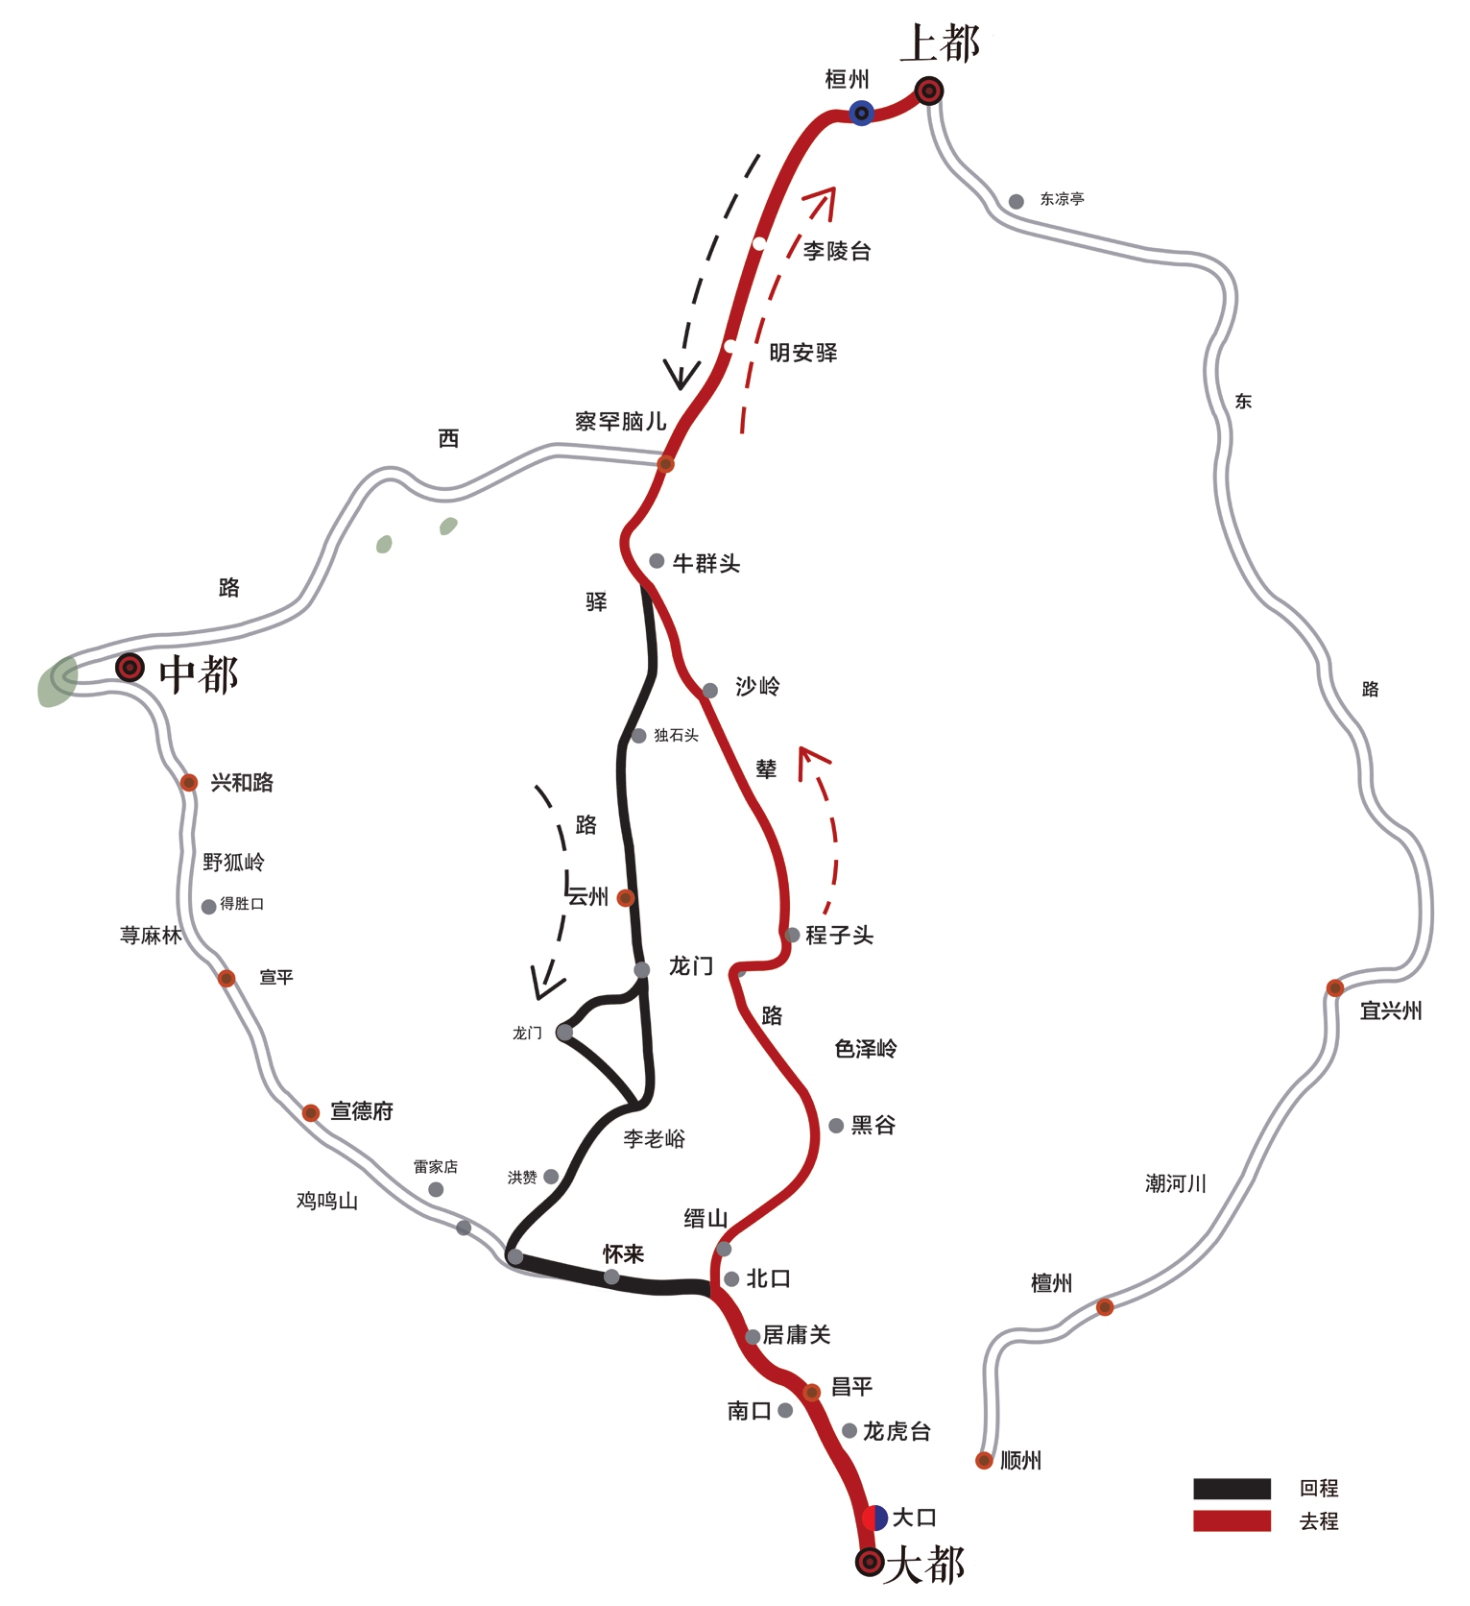 上都
桓州
东凉亭
李陵台
明安驿
察罕脑儿
西
东
牛群头
路
驿
中都
沙岭
路
独石头
辇
兴和路
路
野狐岭
云州
得胜口
荨麻林
程子头
龙门
宣平
宜兴州
路
龙门
色泽岭
宣德府
黑谷
李老峪
雷家店
洪赞
潮河川
鸡鸣山
缙山
怀来
北口
檀州
居庸关
昌平
南口
龙虎台
顺州
回程
大口
去程
大都